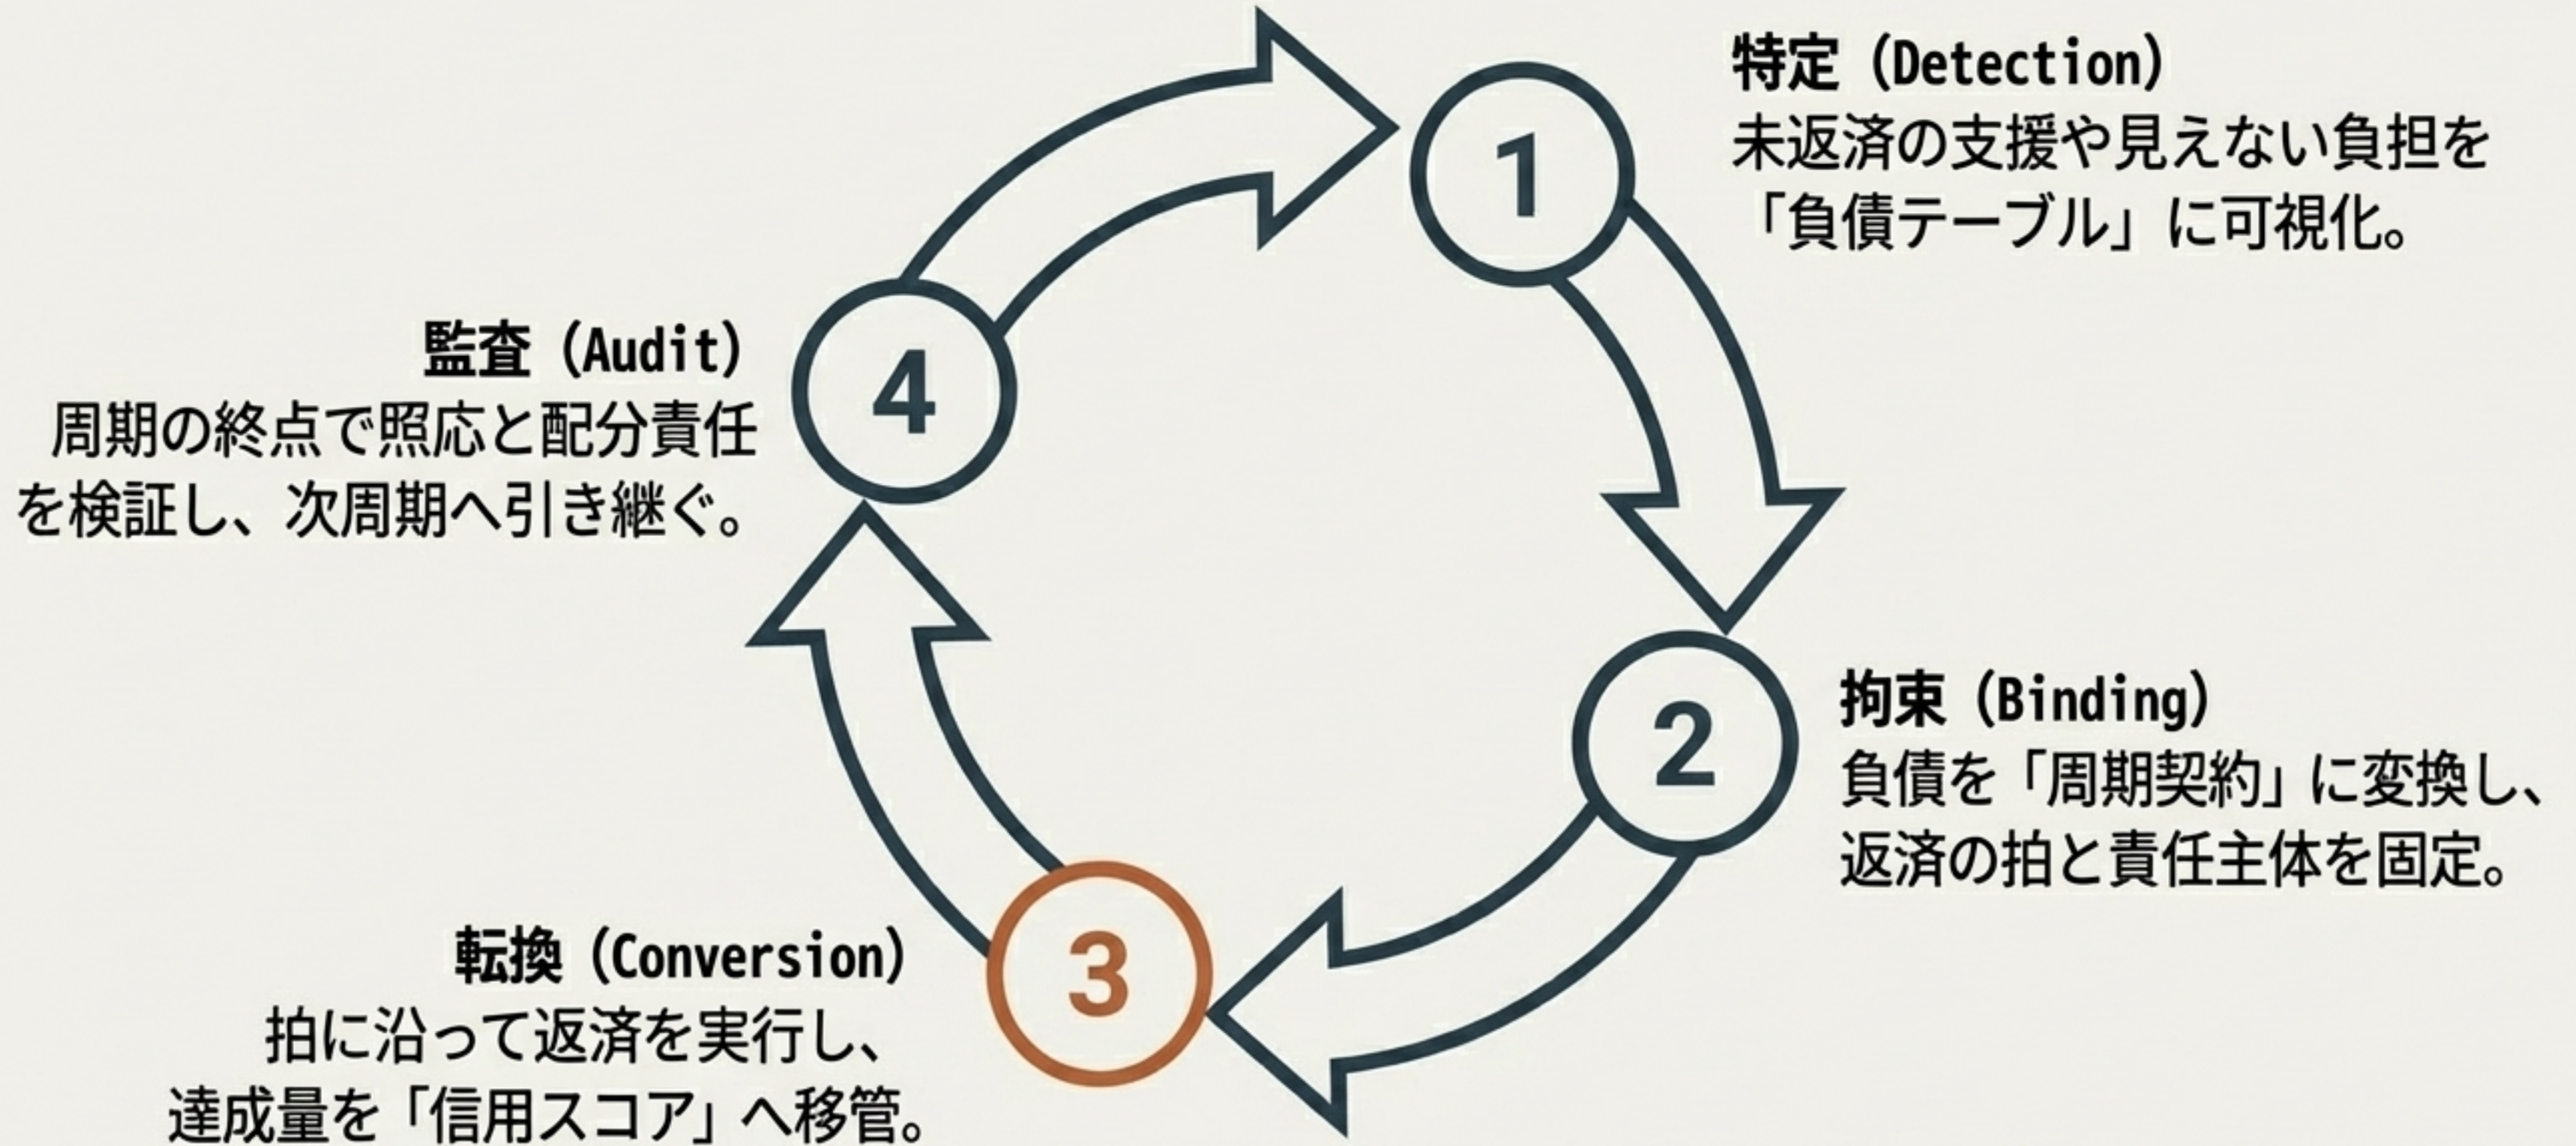 1
特定（Detection）
未返済の支援や見えない負担を
「負債テーブル」に可視化。
2
拘束（Binding）
負債を「周期契約」に変換し、
返済の拍と責任主体を固定。
3
転換（Conversion）
拍に沿って返済を実行し、
達成量を「信用スコア」へ移管。
4
監査（Audit）
周期の終点で照応と配分責任
を検証し、次周期へ引き継ぐ。